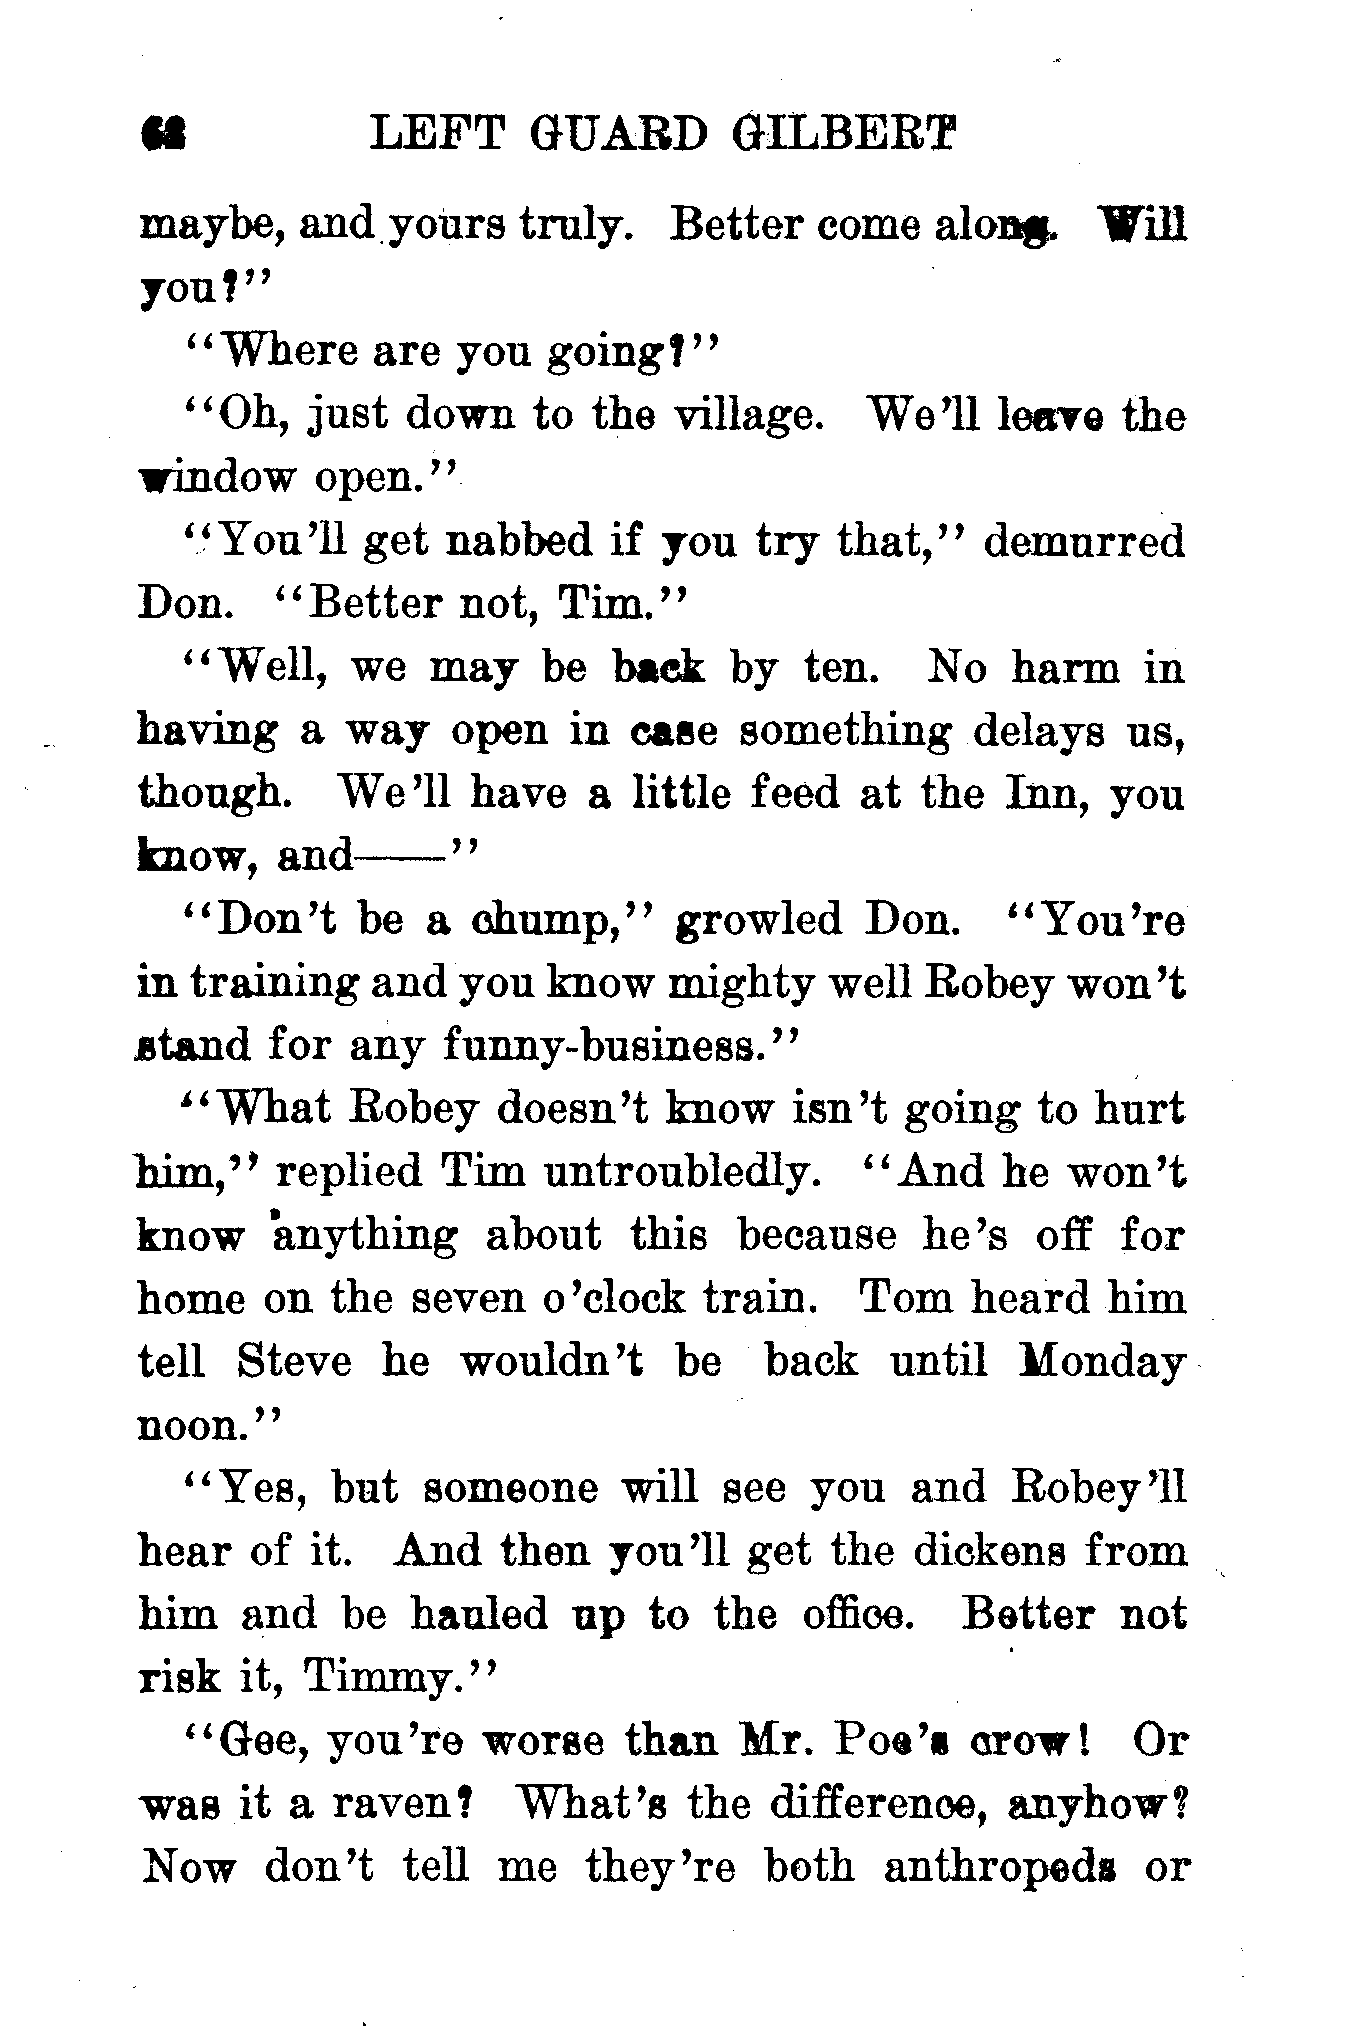 62 LEFT GUARD GILBERT
maybe, and yours truly. Better come along. Will
you?"
"Where are you going?"
"Oh, just down to the village. We'll leave the
window open."
"You'll get nabbed if you try that," demurred
Don. "Better not, Tim."
"Well, we may be back by ten. No harm in
having a way open in case something delays us,
though. We'll have a little feed at the Inn, you
know, and——"
"Don't be a chump," growled Don. "You're
in training and you know mighty well Robey won't
stand for any funny-business."
"What Robey doesn't know isn't going to hurt
him," replied Tim untroubledly. "And he won't
know anything about this because he's off for
home on the seven o'clock train. Tom heard him
tell Steve he wouldn't be back until Monday
noon."
"Yes, but someone will see you and Robey'll
hear of it. And then you'll get the dickens from
him and be hauled up to the office. Better not
risk it, Timmy."
"Gee, you're worse than Mr. Poe's crow! Or
was it a raven? What's the difference, anyhow?
Now don't tell me they're both anthropeds or